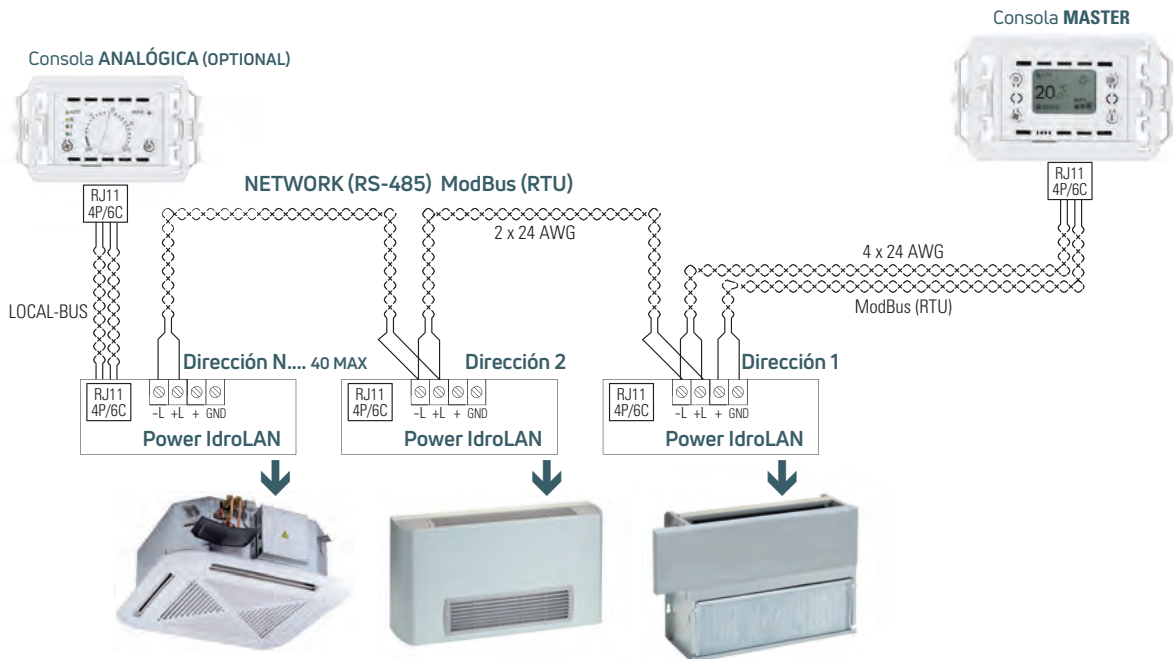 Consola MASTER
Consola ANALÓGICA (OPTIONAL)
20
RJ11
4P/6C
RJ11
4P/6C
NETWORK (RS-485) ModBus (RTU)
2 x 24 AWG
4 x 24 AWG
ModBus (RTU)
LOCAL-BUS
Dirección N.... 40 MAX
Dirección 2
Dirección 1
RJ11
4P/6C
-L +L + GND
Power IdroLAN
RJ11
4P/6C
-L +L + GND
Power IdroLAN
RJ11
4P/6C
-L +L + GND
Power IdroLAN